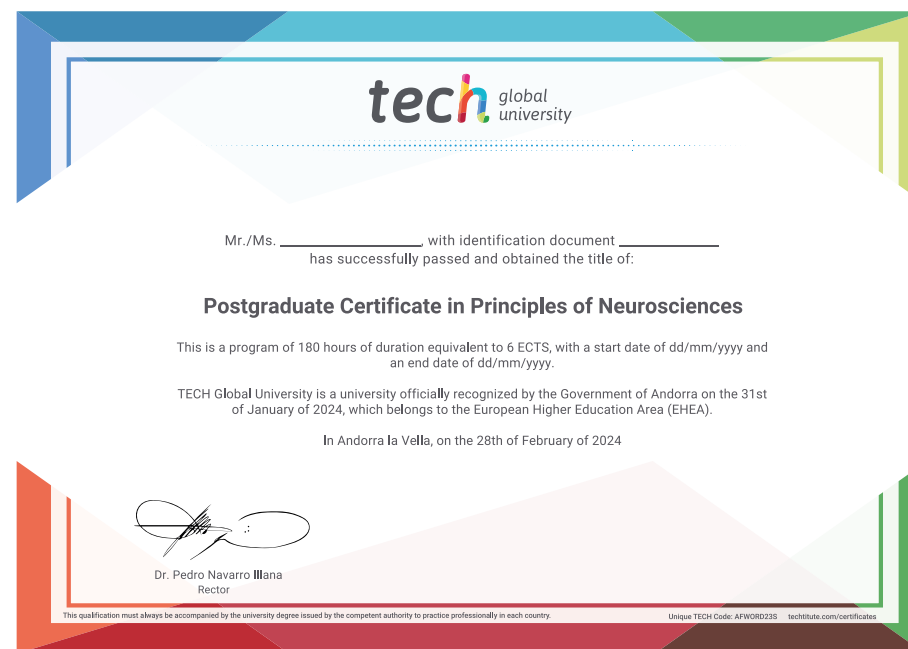 tech global university
Mr./Ms. ____________________, with identification document ______________
has successfully passed and obtained the title of:
Postgraduate Certificate in Principles of Neurosciences
This is a program of 180 hours of duration equivalent to 6 ECTS, with a start date of dd/mm/yyyy and
an end date of dd/mm/yyyy.
TECH Global University is a university officially recognized by the Government of Andorra on the 31st
of January of 2024, which belongs to the European Higher Education Area (EHEA).
In Andorra la Vella, on the 28th of February of 2024
Dr. Pedro Navarro Illana
Rector
This qualification must always be accompanied by the university degree issued by the competent authority to practice professionally in each country.
Unique TECH Code: AFWORD23S techtitute.com/certificates